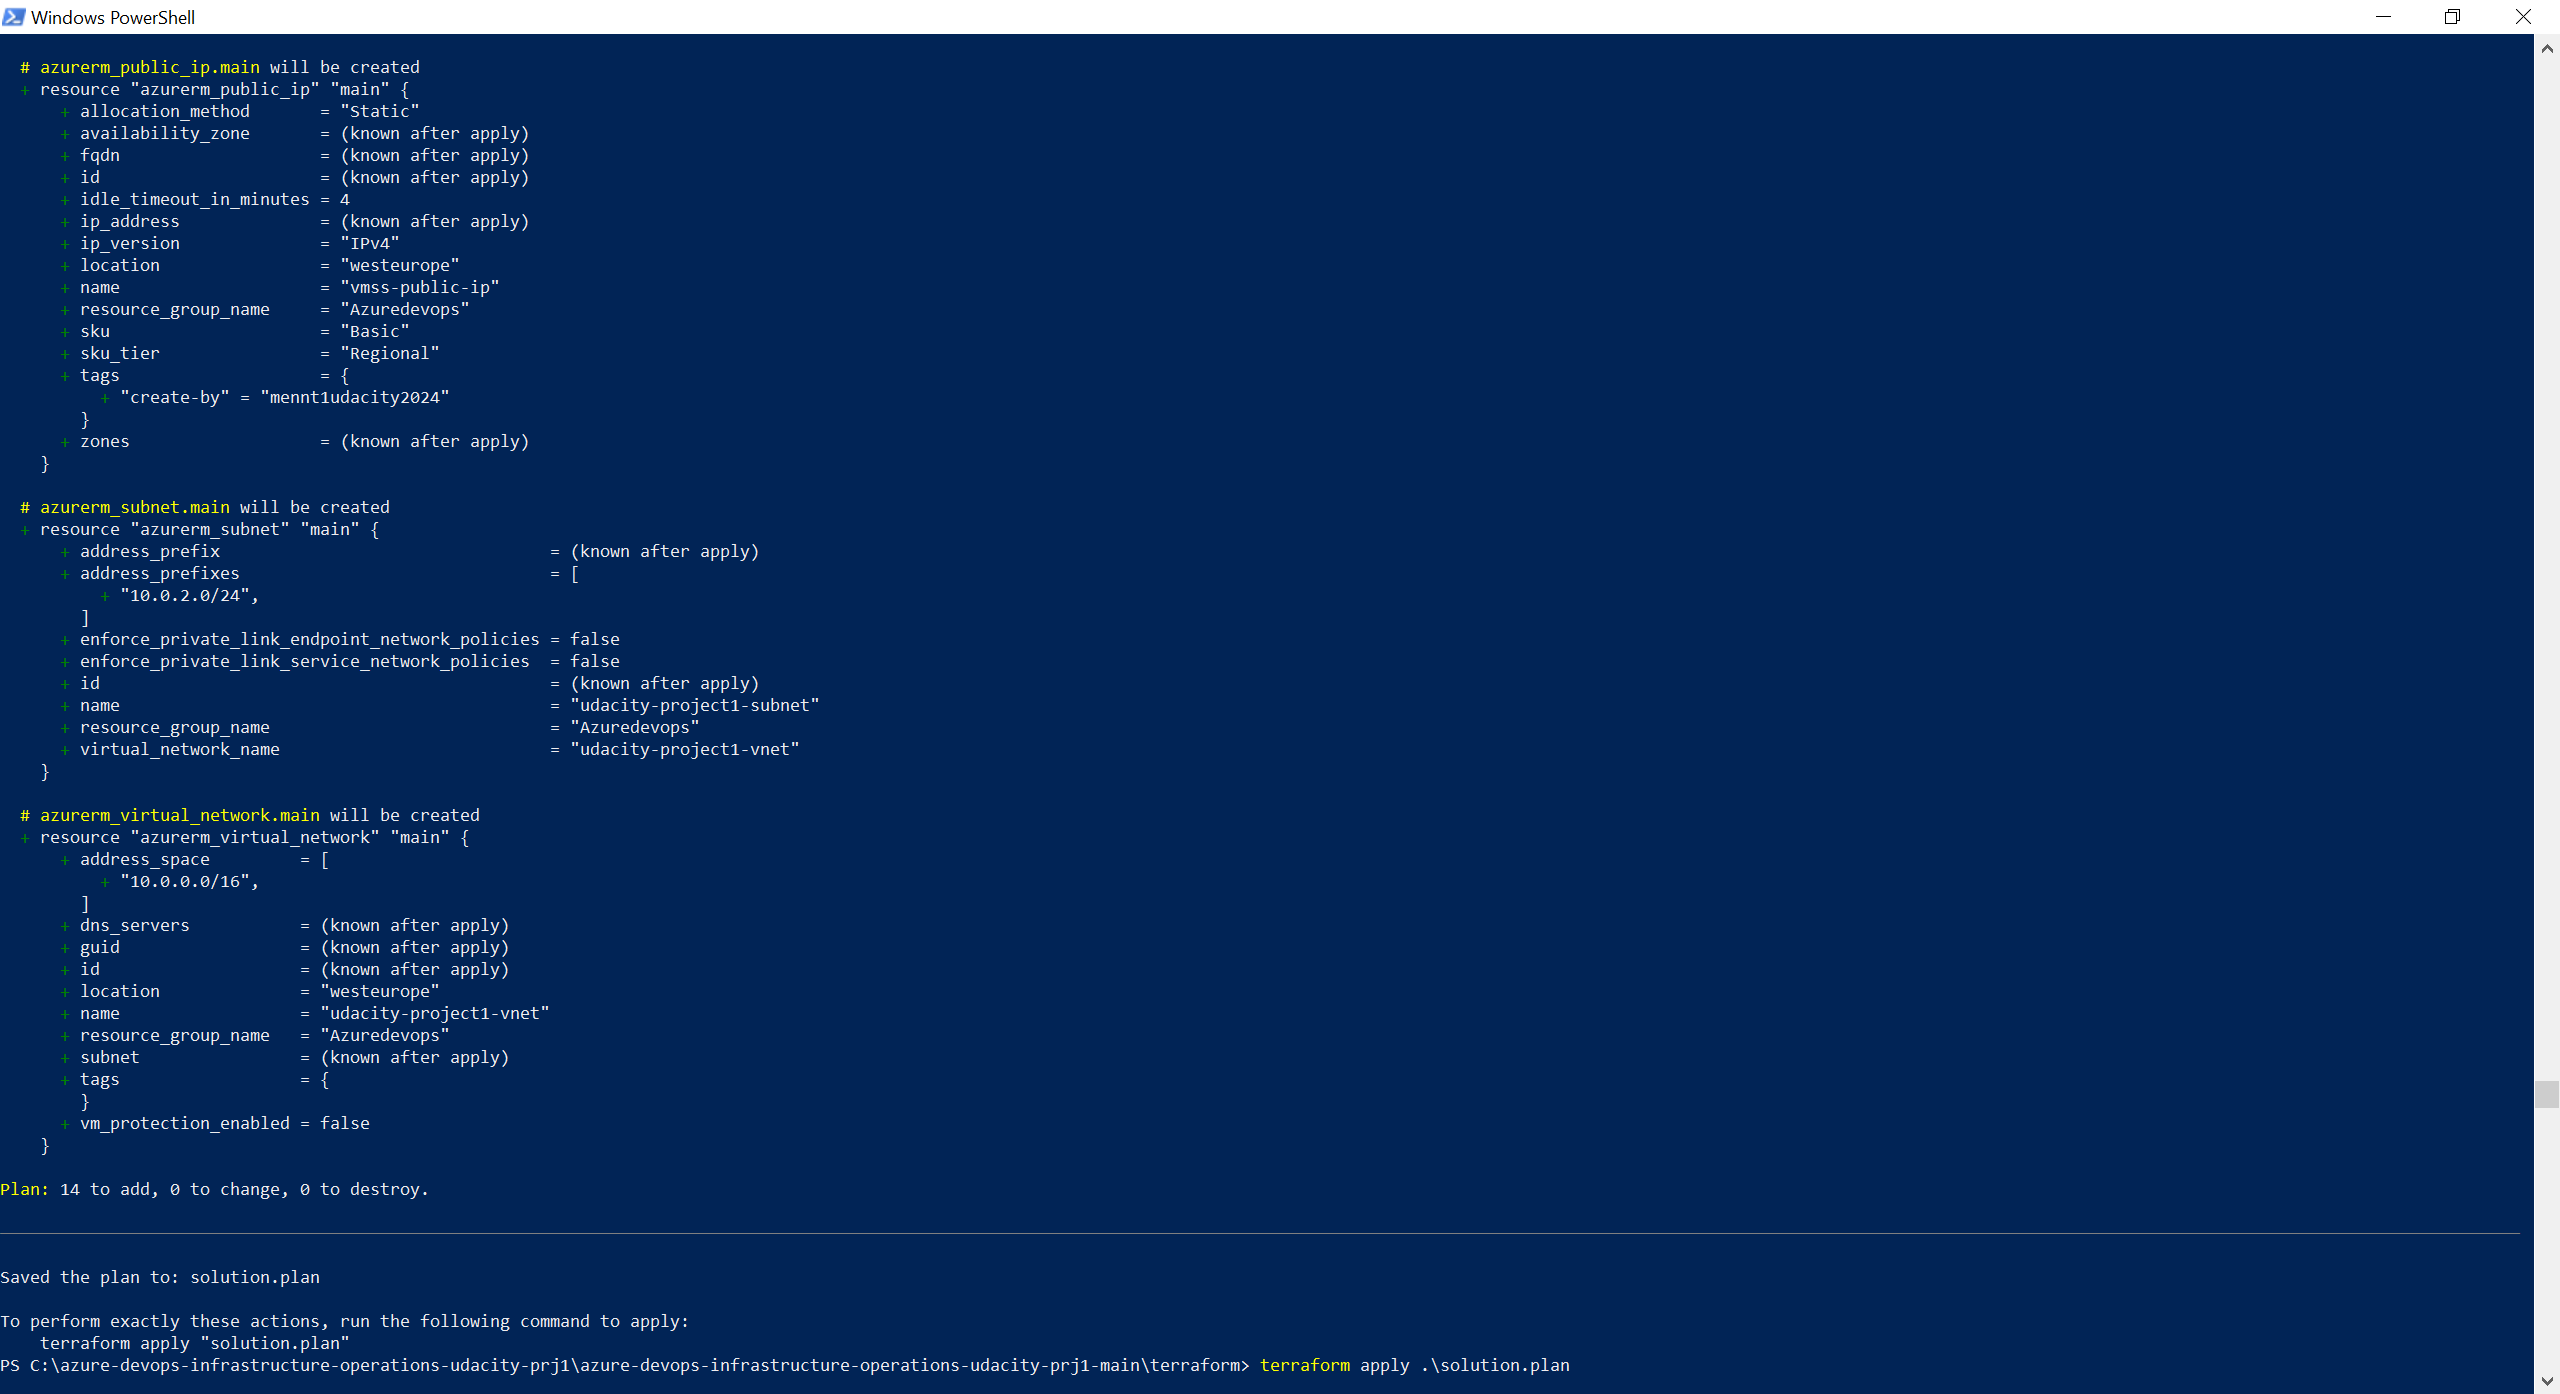 Windows PowerShell
# azurerm_public_ip.main will be created
+ resource "azurerm_public_ip" "main" {
+ allocation_method = "Static"
+ availability_zone = (known after apply)
+ fqdn = (known after apply)
+ id = (known after apply)
+ idle_timeout_in_minutes = 4
+ ip_address = (known after apply)
+ ip_version = "IPv4"
+ location = "westeurope"
+ name = "vmss-public-ip"
+ resource_group_name = "Azuredevops"
+ sku = "Basic"
+ sku_tier = "Regional"
+ tags = {
+ "create-by" = "mennt1udacity2024"
}
+ zones = (known after apply)
}
# azurerm_subnet.main will be created
+ resource "azurerm_subnet" "main" {
+ address_prefix = (known after apply)
+ address_prefixes = [
+ "10.0.2.0/24",
]
+ enforce_private_link_endpoint_network_policies = false
+ enforce_private_link_service_network_policies = false
+ id = (known after apply)
+ name = "udacity-project1-subnet"
+ resource_group_name = "Azuredevops"
+ virtual_network_name = "udacity-project1-vnet"
}
# azurerm_virtual_network.main will be created
+ resource "azurerm_virtual_network" "main" {
+ address_space = [
+ "10.0.0.0/16",
]
+ dns_servers = (known after apply)
+ guid = (known after apply)
+ id = (known after apply)
+ location = "westeurope"
+ name = "udacity-project1-vnet"
+ resource_group_name = "Azuredevops"
+ subnet = (known after apply)
+ tags = {
}
+ vm_protection_enabled = false
}
Plan: 14 to add, 0 to change, 0 to destroy.
Saved the plan to: solution.plan
To perform exactly these actions, run the following command to apply:
terraform apply "solution.plan"
PS C:\azure-devops-infrastructure-operations-udacity-prj1\azure-devops-infrastructure-operations-udacity-prj1-main\terraform> terraform apply .\solution.plan